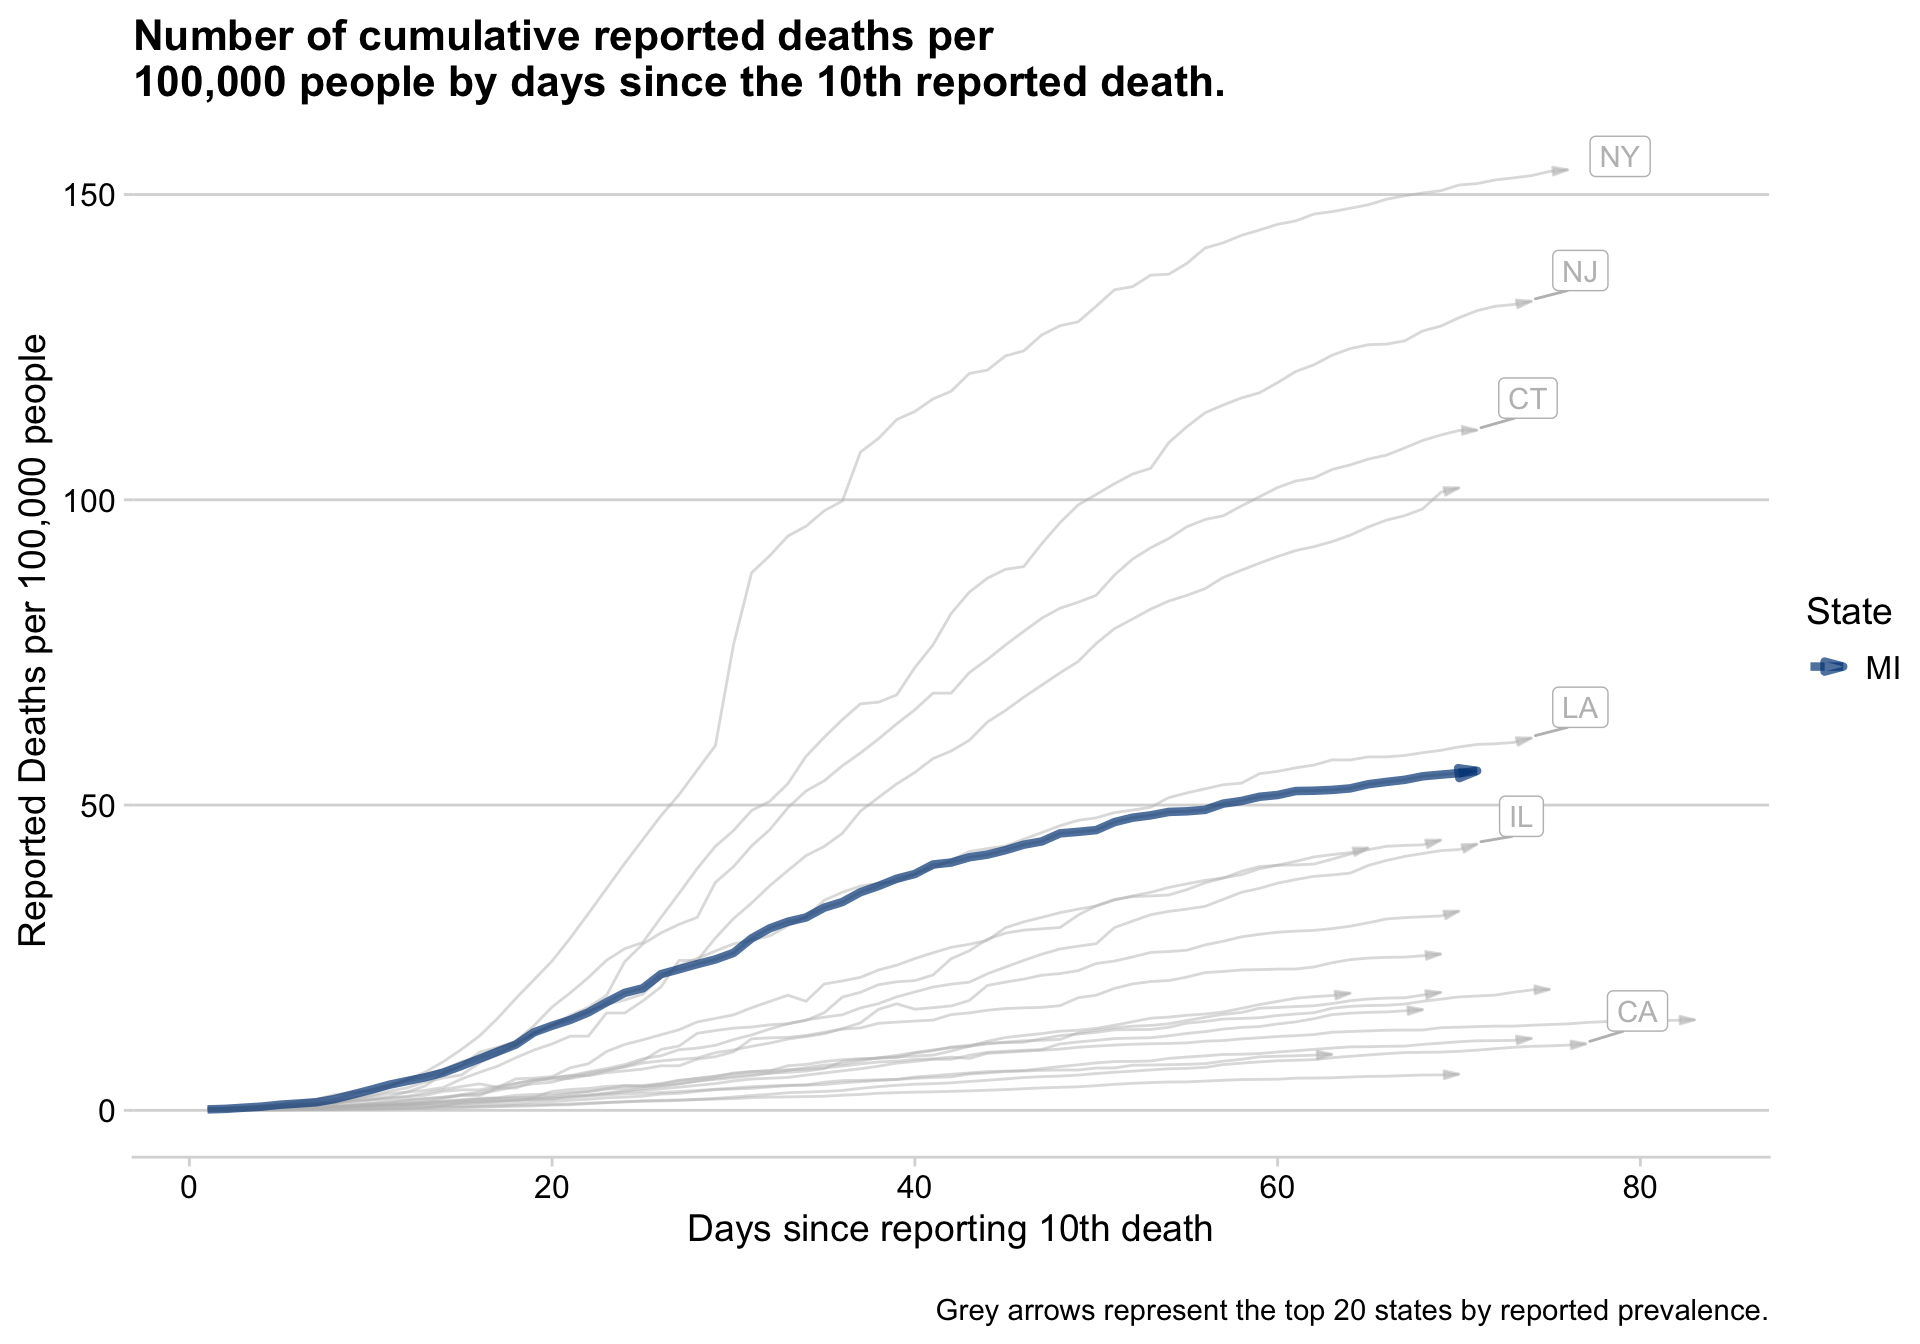 Number of cumulative reported deaths per
100,000 people by days since the 10th reported death.
Reported Deaths per 100,000 people
150
100
50
0
NY
NJ
CT
LA
IL
CA
State
MI
0
20
40
60
80
Days since reporting 10th death
Grey arrows represent the top 20 states by reported prevalence.